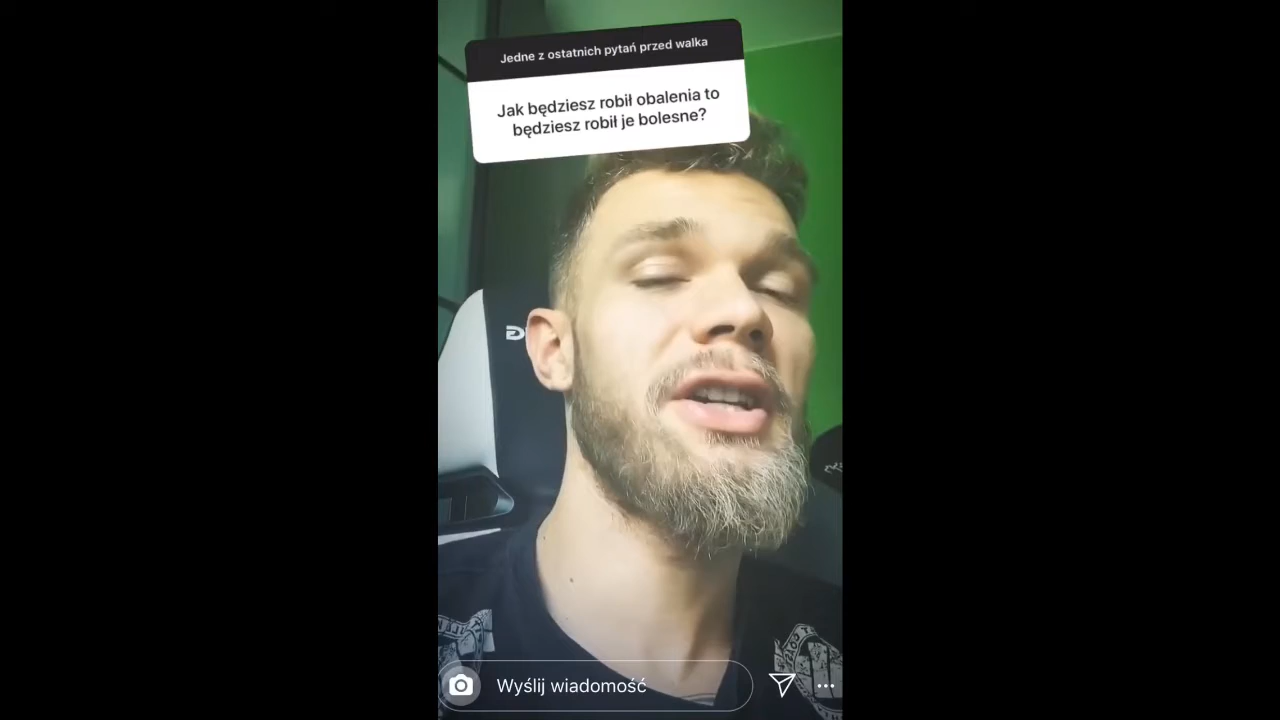 Jedne z ostatnich pytań przed walka
Jak będziesz robił obalenia to
będziesz robił je bolesne?
Wyślij wiadomość